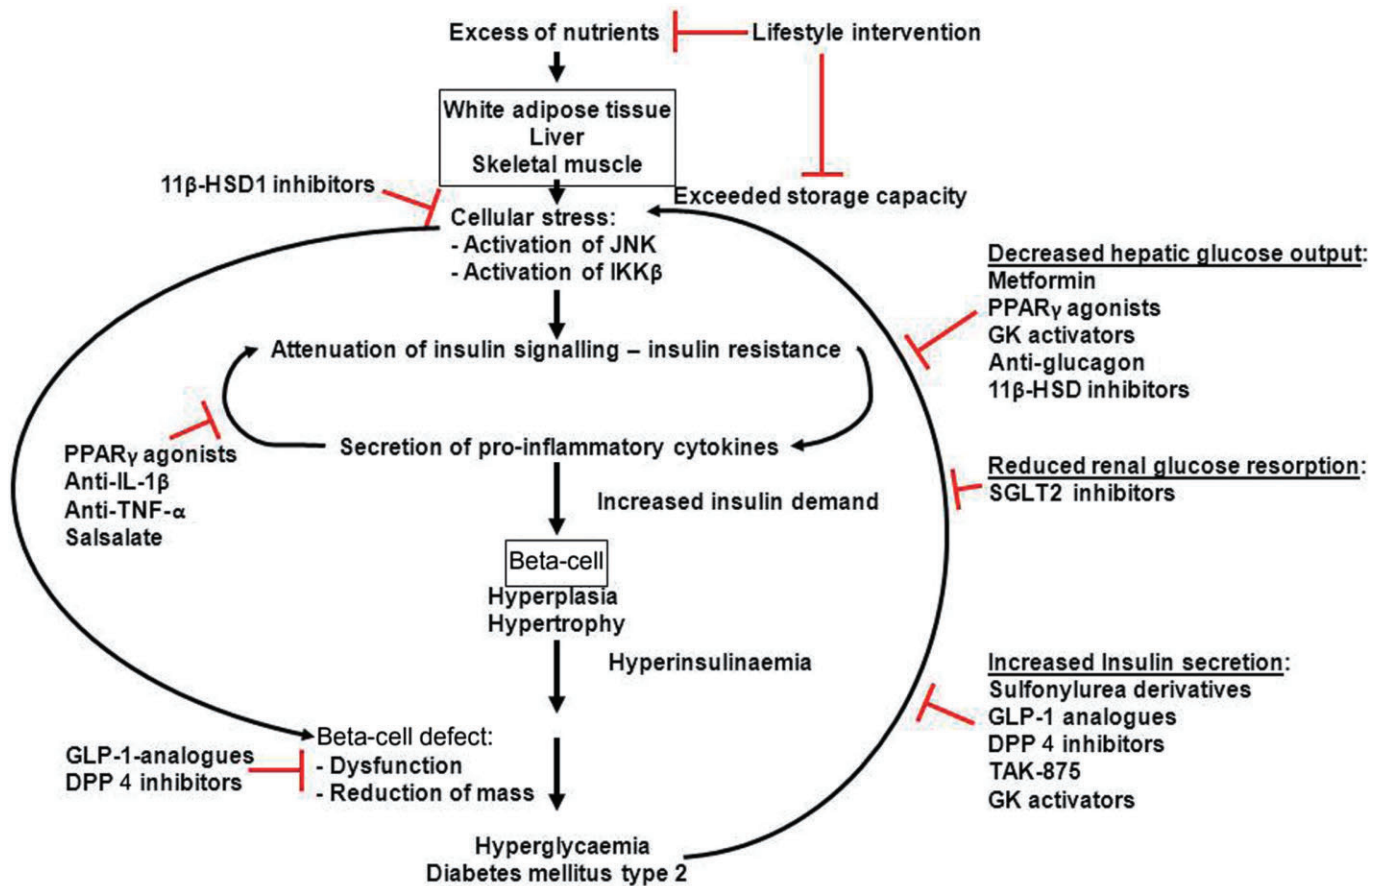 Excess of nutrients
Lifestyle intervention
White adipose tissue
Liver
Skeletal muscle
11β-HSD1 inhibitors
Exceeded storage capacity
Cellular stress:
- Activation of JNK
- Activation of IKKβ
Decreased hepatic glucose output:
Metformin
PPARγ agonists
GK activators
Anti-glucagon
11β-HSD inhibitors
Attenuation of insulin signalling – insulin resistance
Secretion of pro-inflammatory cytokines
PPARγ agonists
Anti-IL-1β
Anti-TNF-α
Salsalate
Reduced renal glucose resorption:
SGLT2 inhibitors
Increased insulin demand
Beta-cell
Hyperplasia
Hypertrophy
Hyperinsulinaemia
Increased Insulin secretion:
Sulfonylurea derivatives
GLP-1 analogues
DPP 4 inhibitors
TAK-875
GK activators
GLP-1-analogues
DPP 4 inhibitors
Beta-cell defect:
- Dysfunction
- Reduction of mass
Hyperglycaemia
Diabetes mellitus type 2